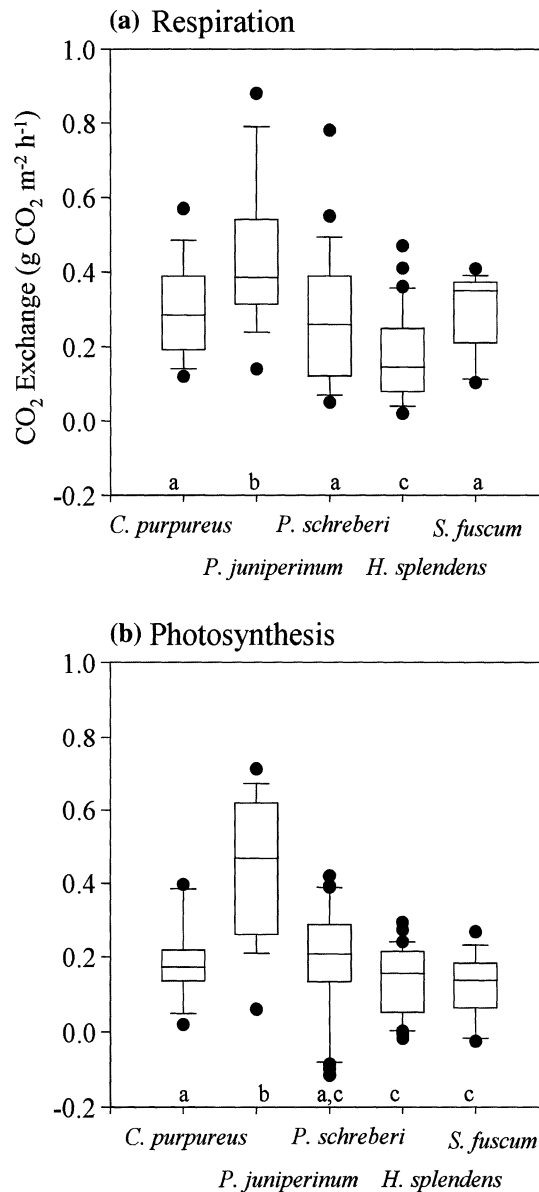 (a) Respiration
CO₂ Exchange (g CO₂ m⁻² h⁻¹)
1.0
0.8
0.6
0.4
0.2
0.0
-0.2
a b a c a
C. purpureus P. schreberi S. fuscum
P. juniperinum H. splendens
(b) Photosynthesis
1.0
0.8
0.6
0.4
0.2
0.0
-0.2
a b a,c c c
C. purpureus P. schreberi S. fuscum
P. juniperinum H. splendens